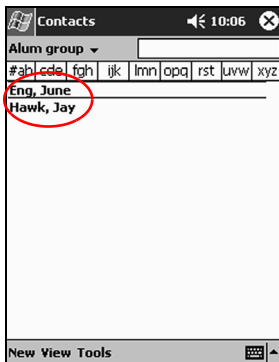 Contacts 10:06
Alum group
#ab cde fgh ijk lmn opq rst uvw xyz
Eng, June
Hawk, Jay
New View Tools